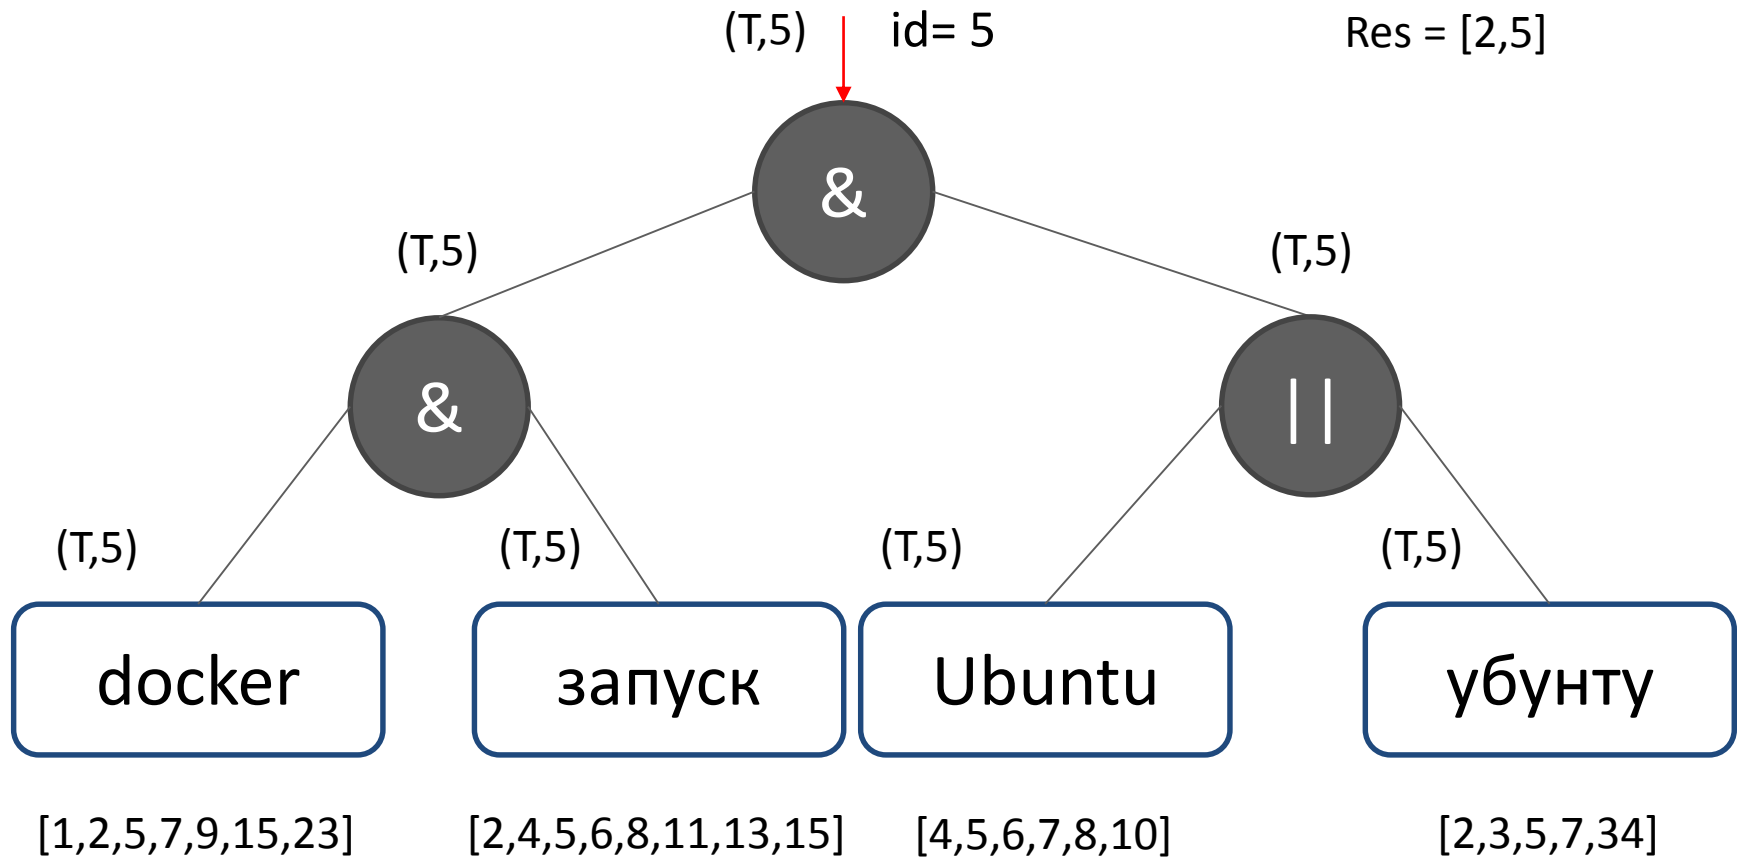 (T,5) id= 5 Res = [2,5]
&
(T,5) (T,5)
& ||
(T,5) (T,5) (T,5) (T,5)
docker запуск Ubuntu убунту
[1,2,5,7,9,15,23] [2,4,5,6,8,11,13,15] [4,5,6,7,8,10] [2,3,5,7,34]